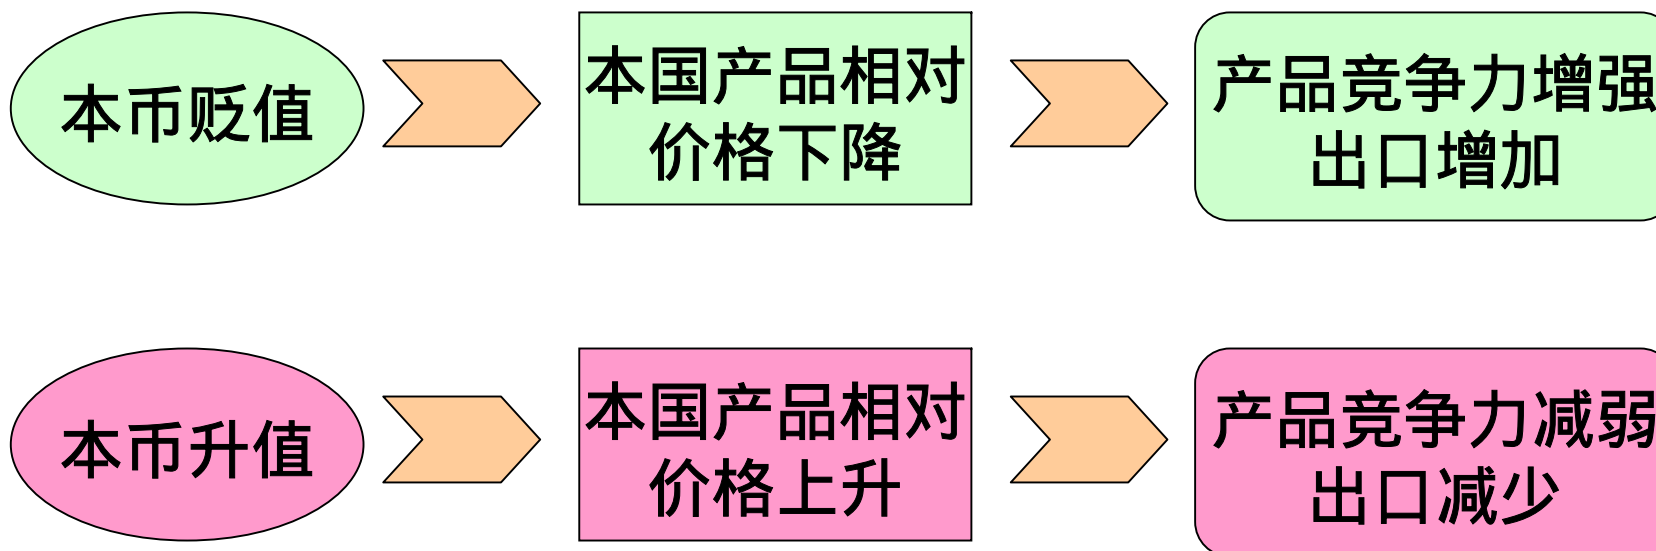 本币贬值
本国产品相对
价格下降
产品竞争力增强
出口增加
本币升值
本国产品相对
价格上升
产品竞争力减弱
出口减少